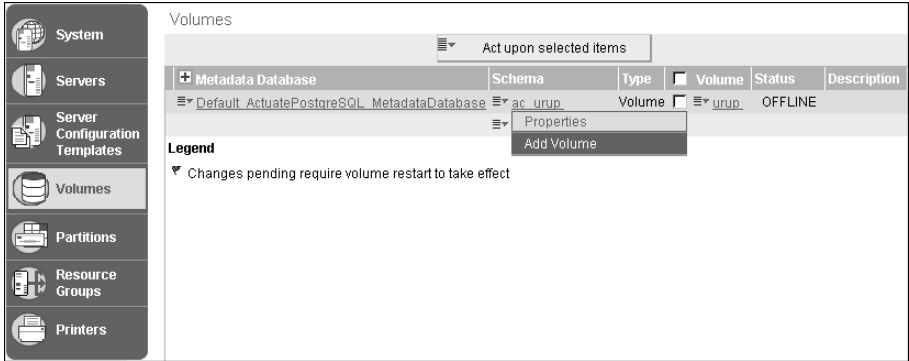 System
Servers
Server
Configuration
Templates
Volumes
Partitions
Resource
Groups
Printers
Volumes
Act upon selected items
Metadata Database Schema Type Volume Status Description
Default_ActuatePostgreSQL_MetadataDatabase ac_urup Volume urup OFFLINE
Properties
Add Volume
Legend
Changes pending require volume restart to take effect